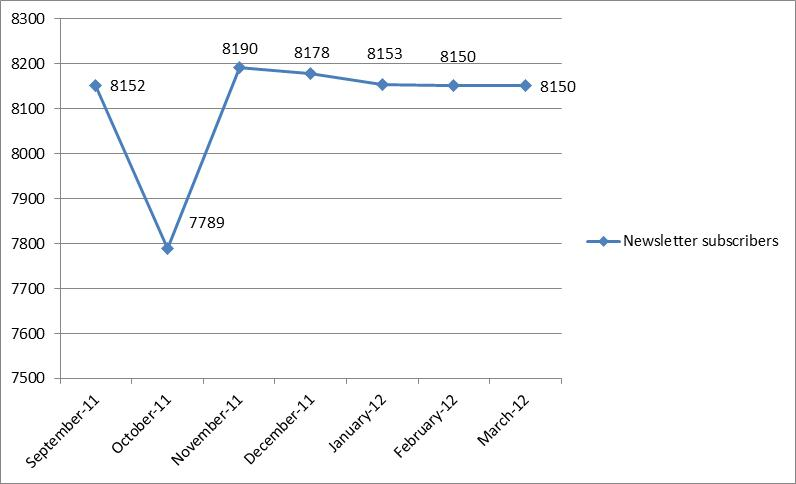 8300
8200
8100
8000
7900
7800
7700
7600
7500
8152
7789
8190
8178
8153
8150
8150
September-11
October-11
November-11
December-11
January-12
February-12
March-12
Newsletter subscribers